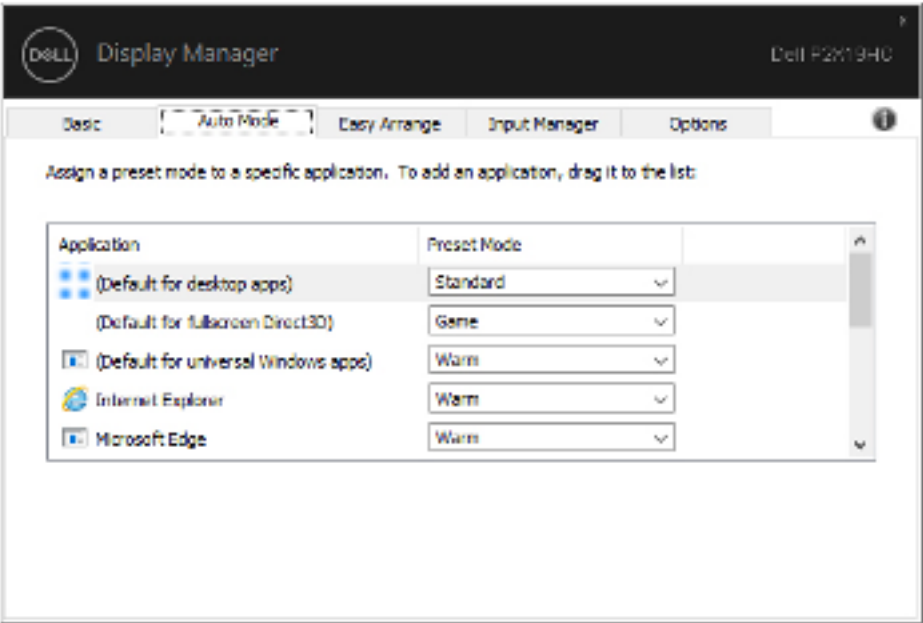 DELL
Display Manager
Dell P2X19HC
Basic
Auto Mode
Easy Arrange
Input Manager
Options
Assign a preset mode to a specific application. To add an application, drag it to the list:
Application
Preset Mode
(Default for desktop apps)
Standard
(Default for fullscreen Direct3D)
Game
(Default for universal Windows apps)
Warm
Internet Explorer
Warm
Microsoft Edge
Warm